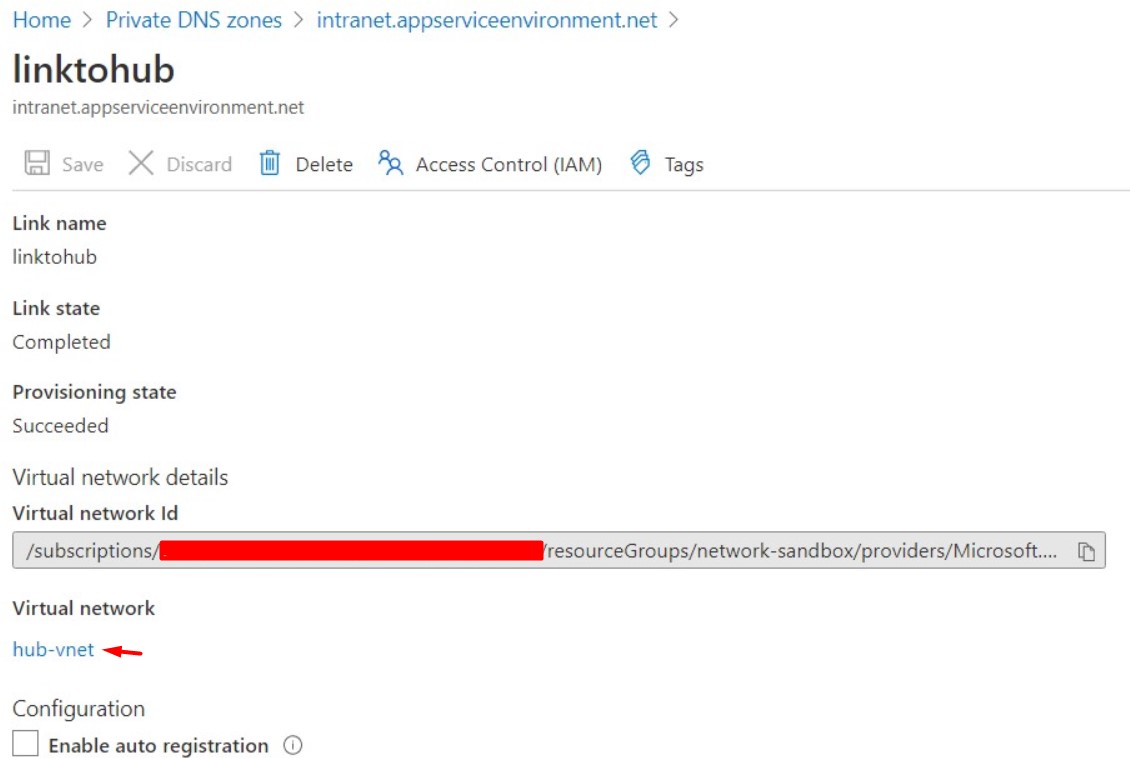 Home > Private DNS zones > intranet.appserviceenvironment.net >
linktohub
intranet.appserviceenvironment.net
Save Discard Delete Access Control (IAM) Tags
Link name
linktohub
Link state
Completed
Provisioning state
Succeeded
Virtual network details
Virtual network Id
/subscriptions/ /resourceGroups/network-sandbox/providers/Microsoft....
Virtual network
hub-vnet
Configuration
Enable auto registration